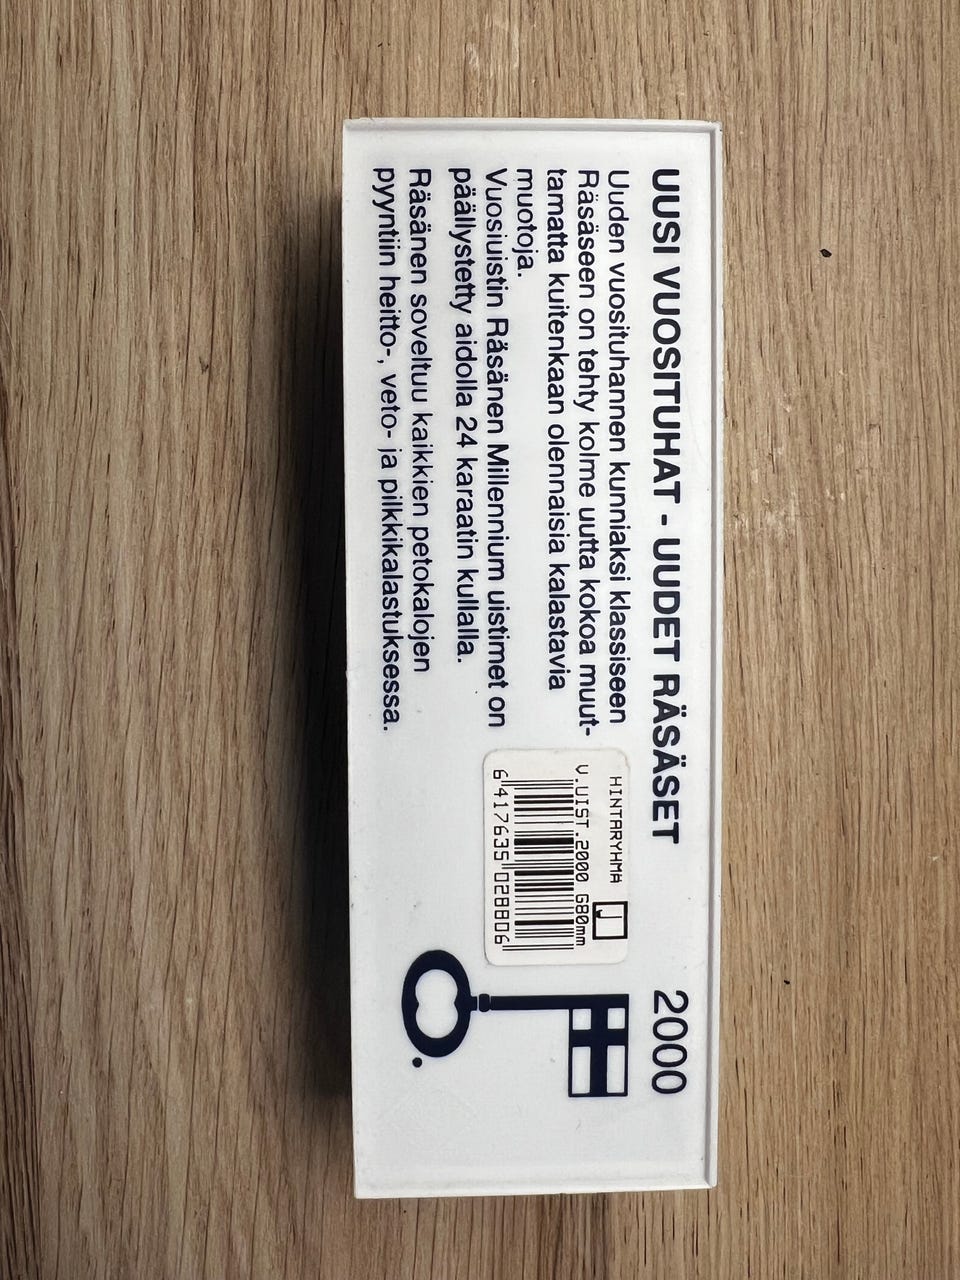 UUSI VUOSITUHAT - UUDET RÄSÄSET
2000
Uuden vuosituhannen kunniaksi klassiseen
Räsäseen on tehty kolme uutta kokoa muut-
tamatta kuitenkaan olennaisia kalastavia
muotoja.
Vuosiuistin Räsänen Millennium uistimet on
päällystetty aidolla 24 karaatin kullalla.
Räsänen soveltuu kaikkien petokalojen
pyyntiin heitto-, veto- ja pilkkikalastuksessa.
HINTARYHMÄ J
V.UIST.2000 G80mm
6 417635 028806